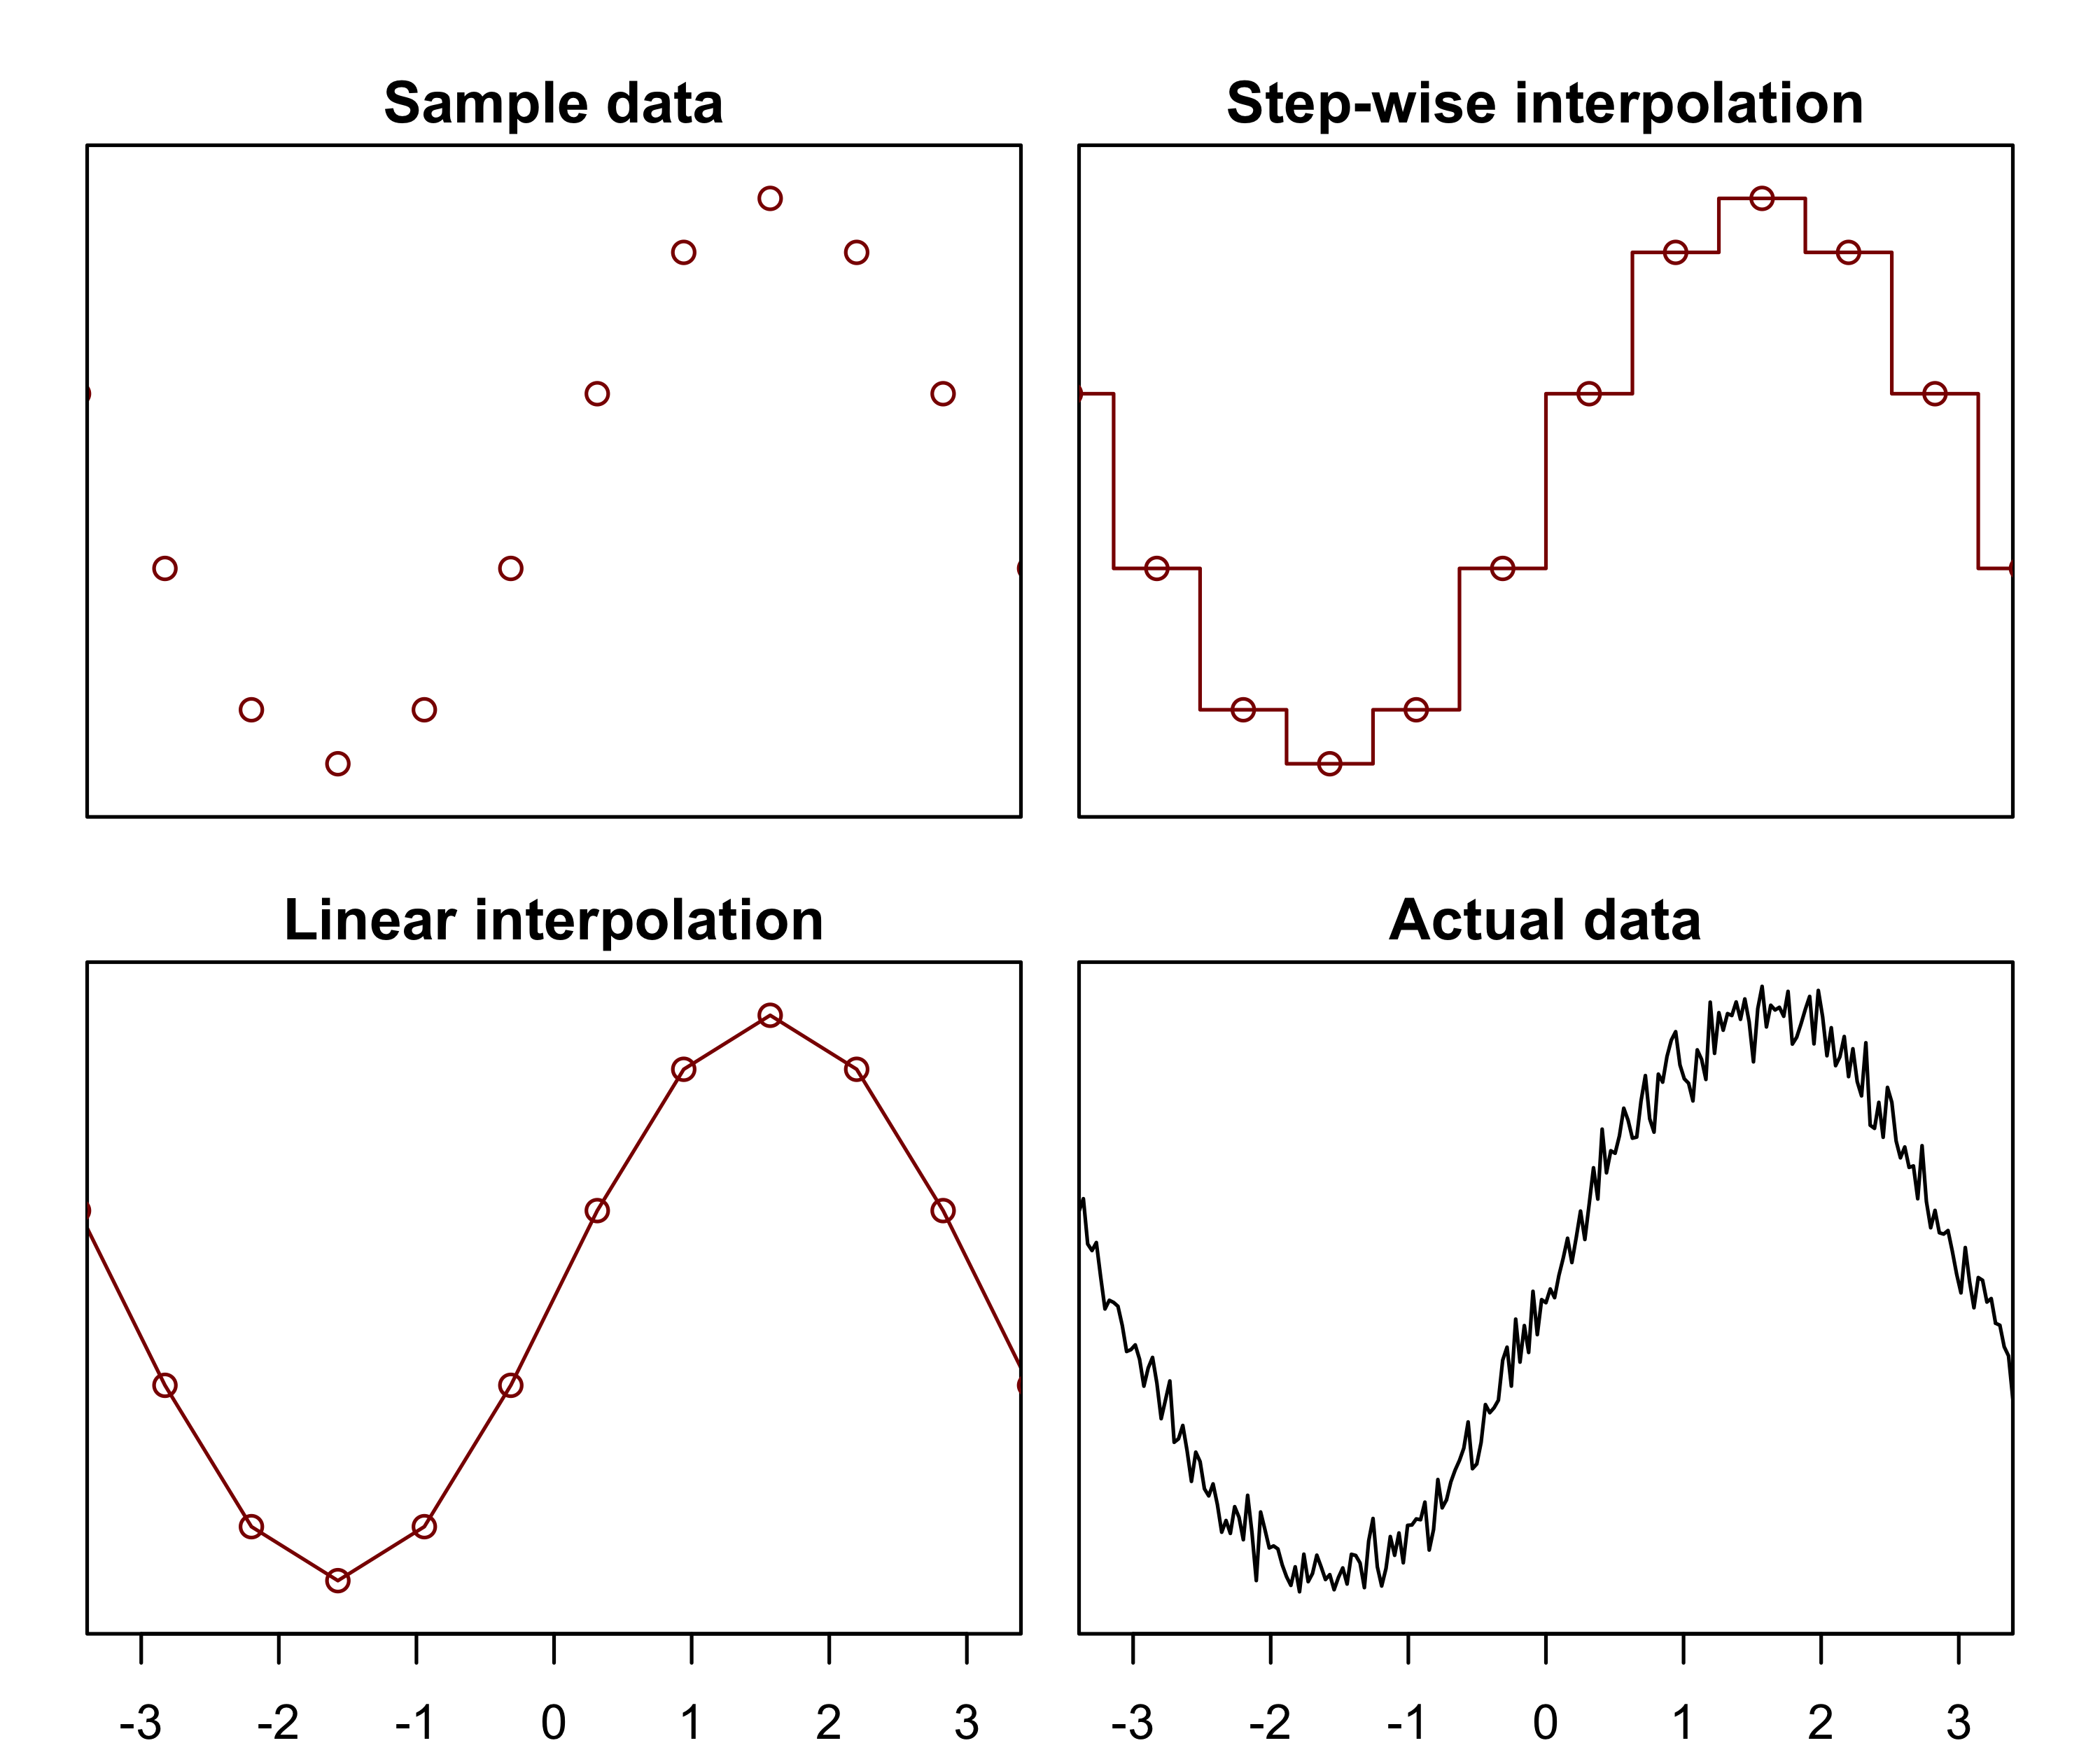 Sample data
Step-wise interpolation
Linear interpolation
Actual data
-3 -2 -1 0 1 2 3
-3 -2 -1 0 1 2 3